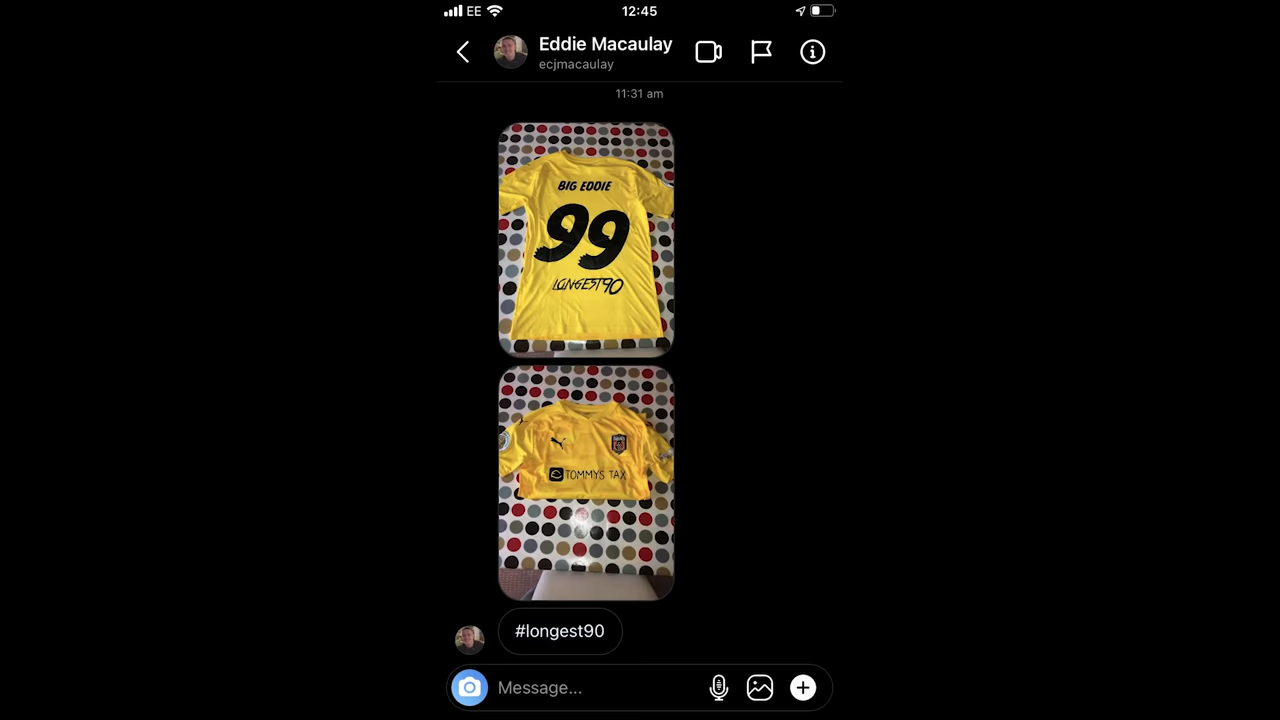 EE
12:45
Eddie Macaulay
ecjmacaulay
11:31 am
BIG EDDIE
99
LONGEST90
TOMMYS TAX
#longest90
Message...